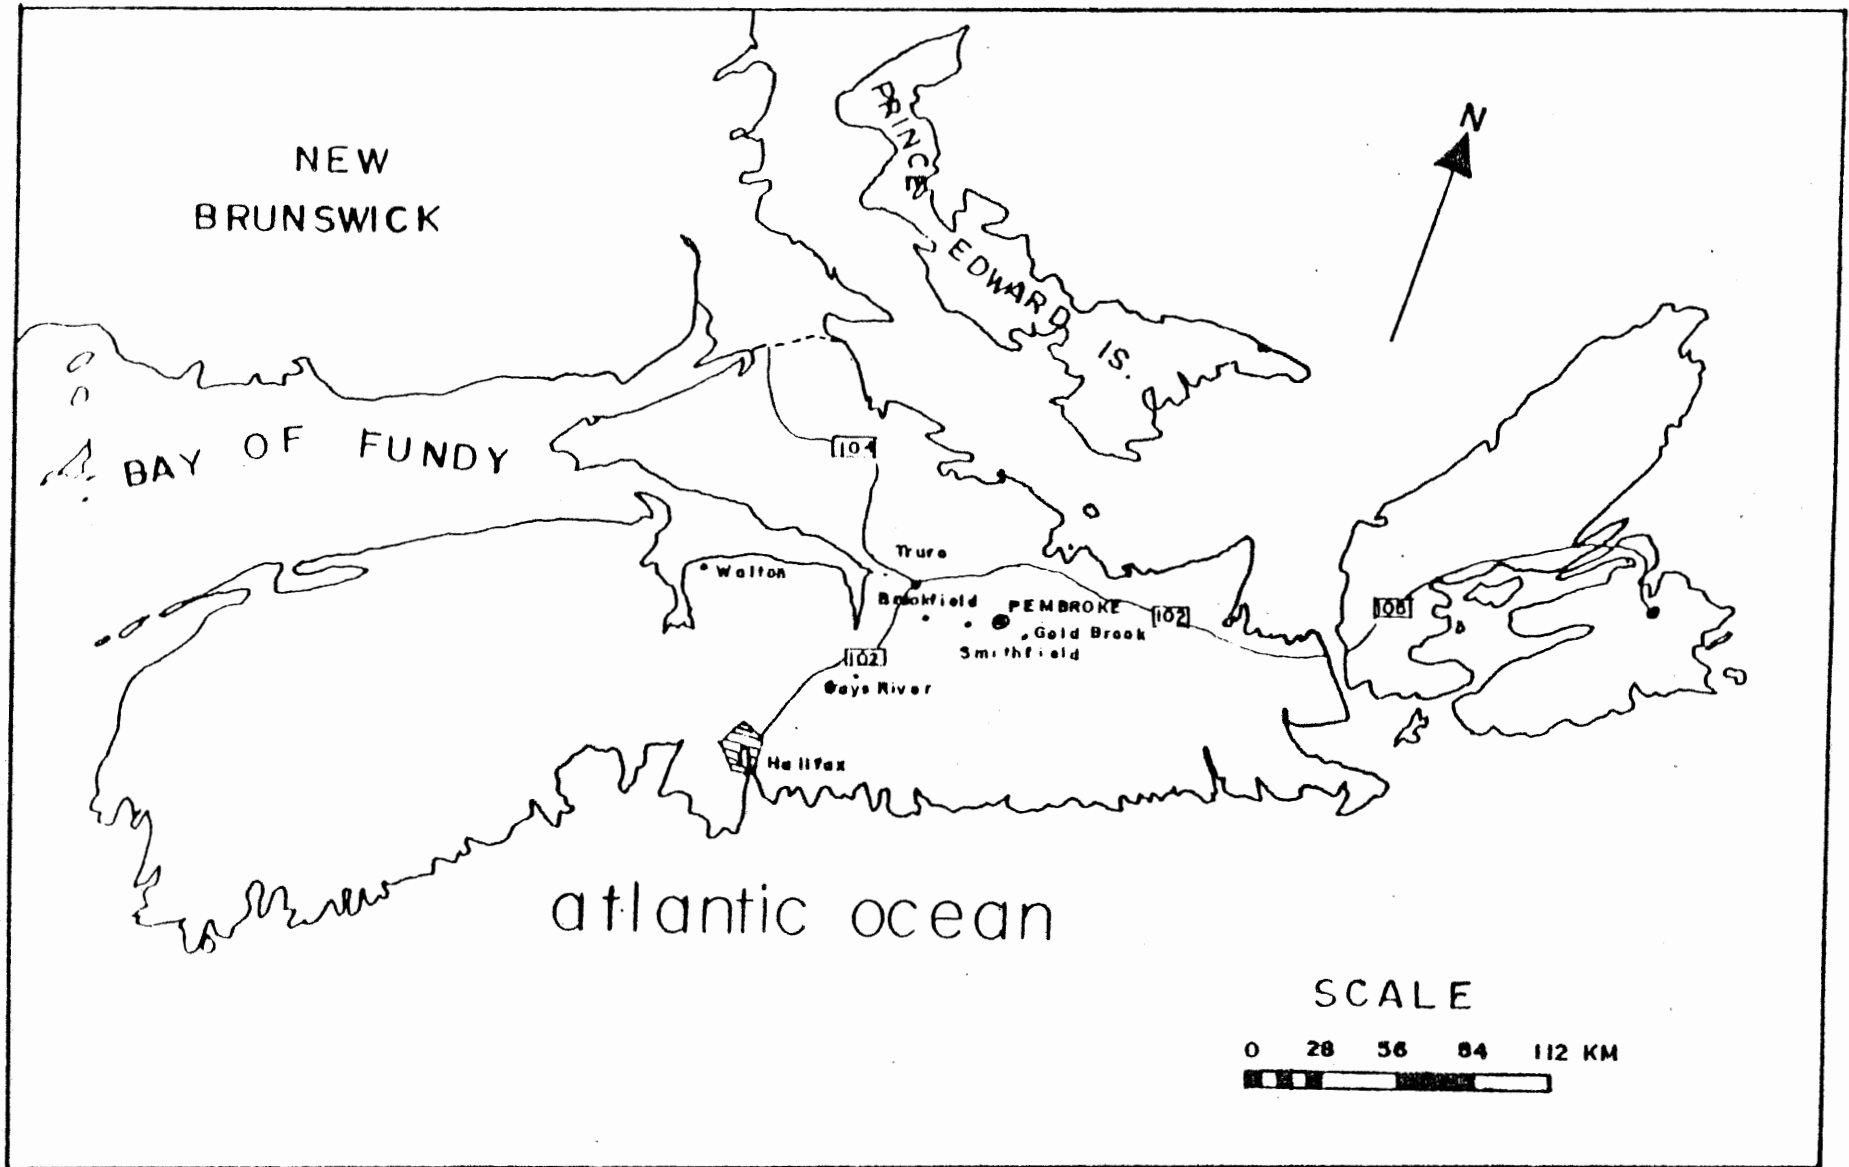 N
NEW
BRUNSWICK
PRINCE
EDWARD IS.
BAY OF FUNDY
104
Truro
Walton
Brookfield
PEMBROKE
102
Gold Brook
Smithfield
102
Gays River
Halifax
atlantic ocean
SCALE
0 28 56 84 112 KM